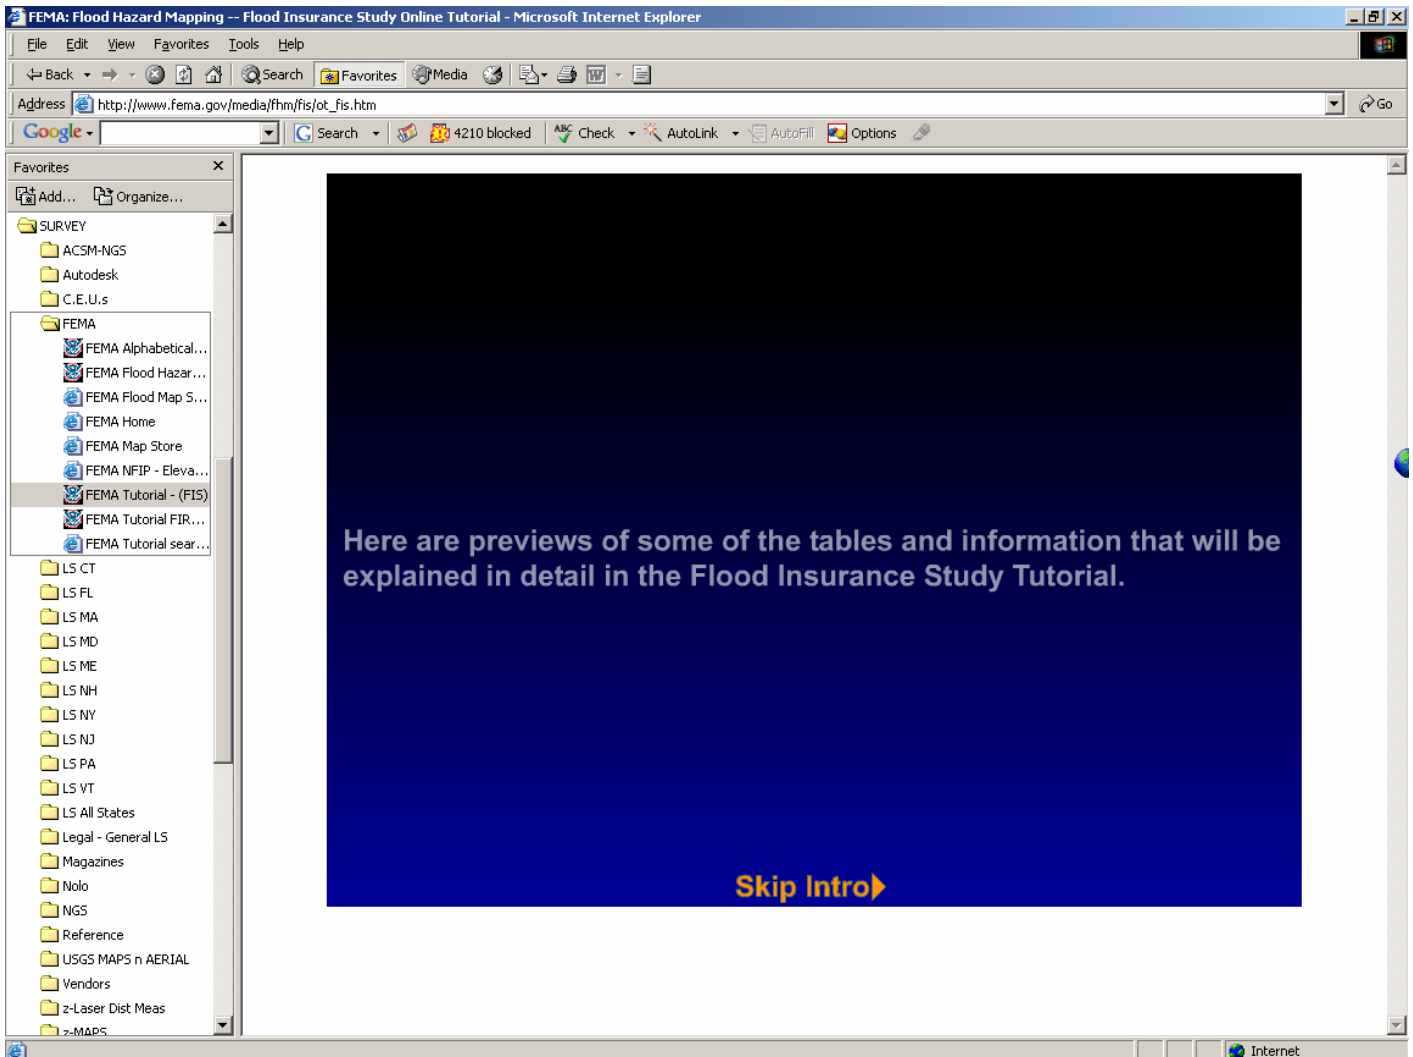 FEMA: Flood Hazard Mapping -- Flood Insurance Study Online Tutorial - Microsoft Internet Explorer
File Edit View Favorites Tools Help
Back Search Favorites Media
Address http://www.fema.gov/media/fhm/fis/ot_fis.htm Go
Google Search 4210 blocked ABC Check AutoLink AutoFill Options
Favorites
Add... Organize...
SURVEY
ACSM-NGS
Autodesk
C.E.U.s
FEMA
FEMA Alphabetical...
FEMA Flood Hazar...
FEMA Flood Map S...
FEMA Home
FEMA Map Store
FEMA NFIP - Eleva...
FEMA Tutorial - (FIS)
FEMA Tutorial FIR...
FEMA Tutorial sear...
LS CT
LS FL
LS MA
LS MD
LS ME
LS NH
LS NY
LS NJ
LS PA
LS VT
LS All States
Legal - General LS
Magazines
Nolo
NGS
Reference
USGS MAPS n AERIAL
Vendors
z-Laser Dist Meas
z-MAPS
Here are previews of some of the tables and information that will be
explained in detail in the Flood Insurance Study Tutorial.
Skip Intro
Internet